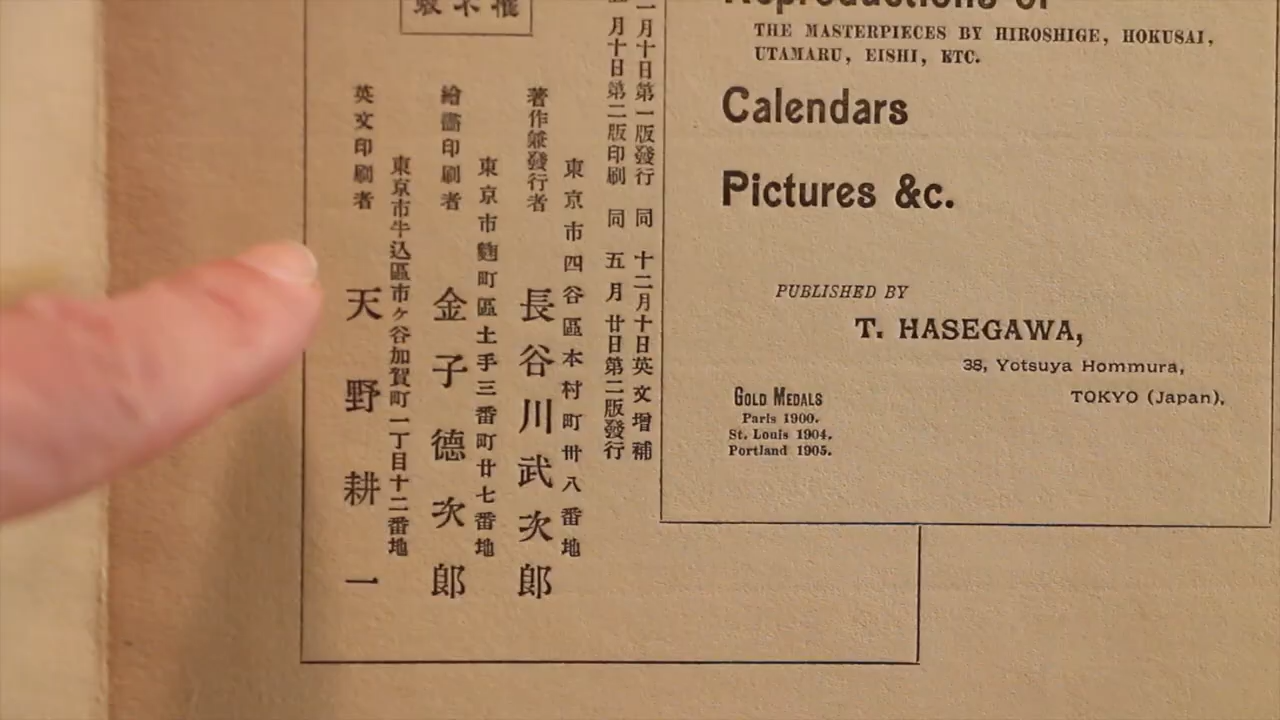 Reproductions of
THE MASTERPIECES BY HIROSHIGE, HOKUSAI,
UTAMARU, EISHI, ETC.
Calendars
Pictures &c.
PUBLISHED BY
T. HASEGAWA,
38, Yotsuya Hommura,
TOKYO (Japan).
GOLD MEDALS
Paris 1900.
St. Louis 1904.
Portland 1905.
月十日第一版發行 同 十二月十日英文增補
月十日第二版印刷 同 五月廿日第二版發行
東京市四谷區本村町卅八番地
著作兼發行者 長谷川武次郎
東京市麴町區土手三番町廿七番地
繪畵印刷者 金子德次郎
東京市牛込區市ヶ谷加賀町一丁目十二番地
英文印刷者 天野耕一